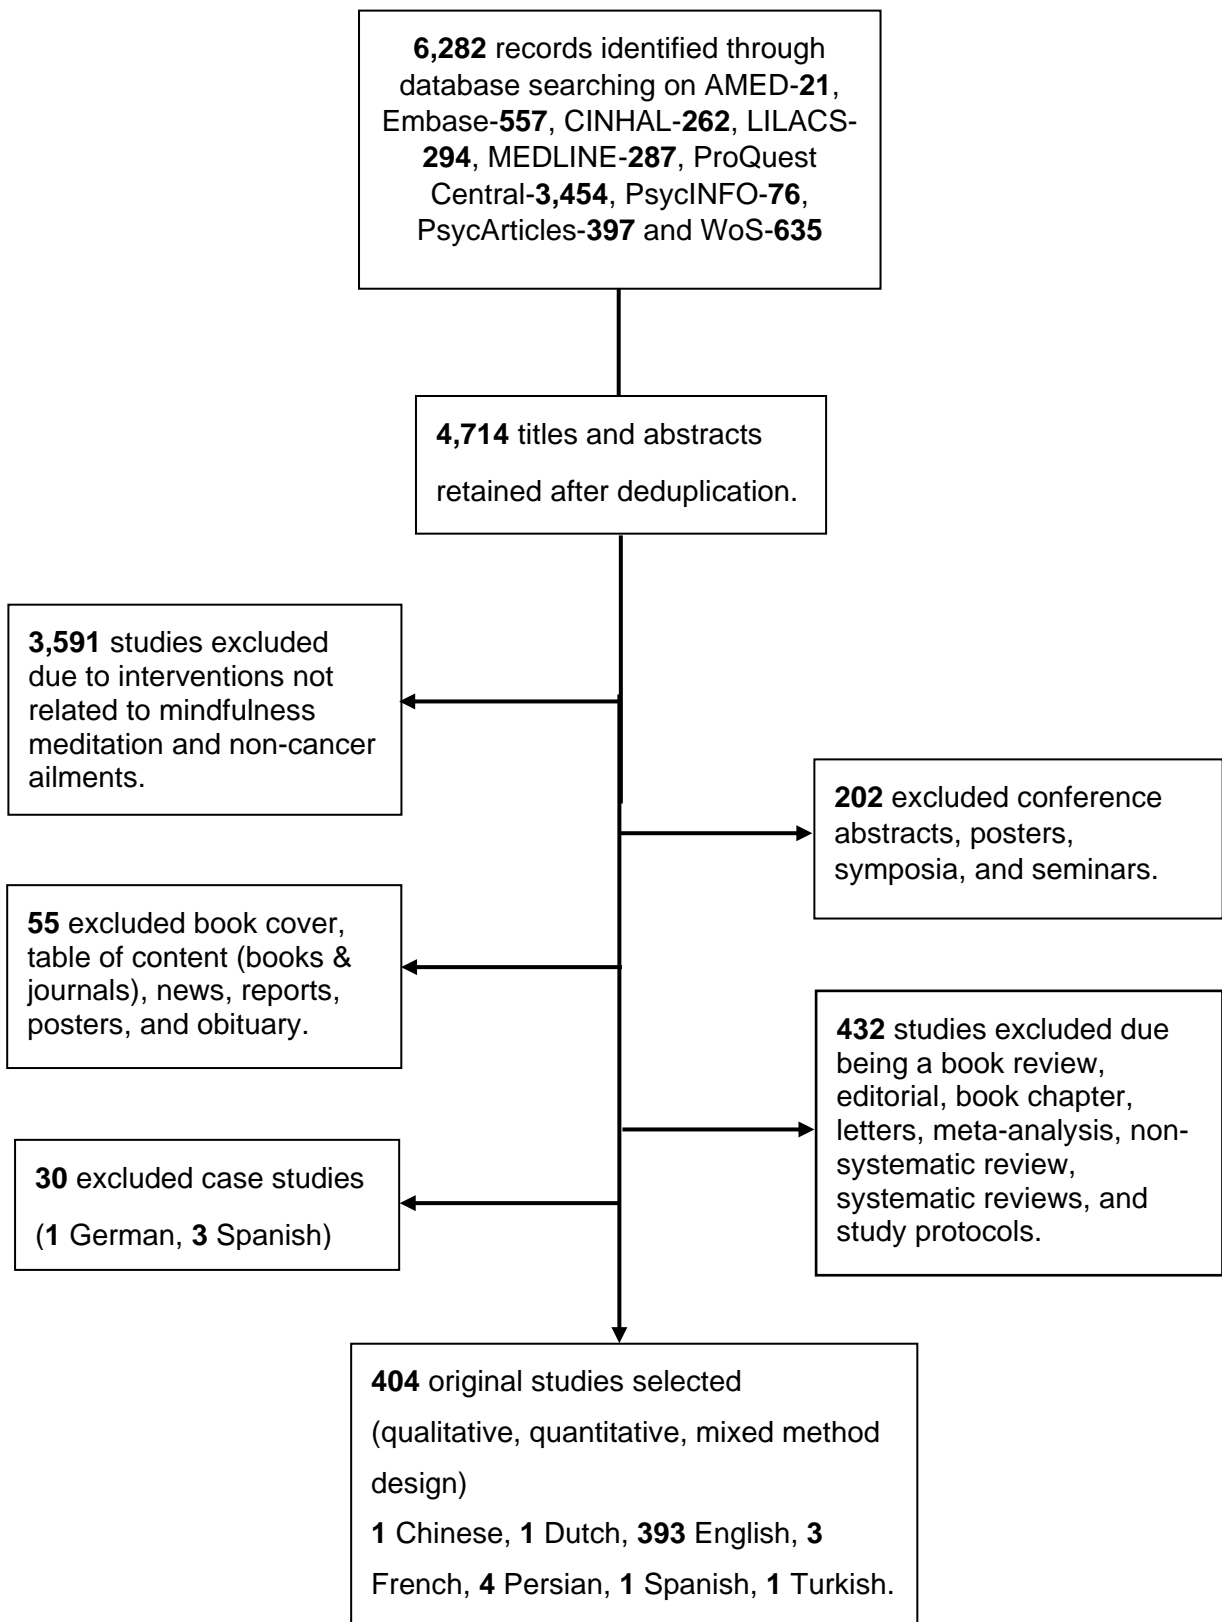 6,282 records identified through
database searching on AMED-21,
Embase-557, CINHAL-262, LILACS-
294, MEDLINE-287, ProQuest
Central-3,454, PsycINFO-76,
PsycArticles-397 and WoS-635
4,714 titles and abstracts
retained after deduplication.
3,591 studies excluded
due to interventions not
related to mindfulness
meditation and non-cancer
ailments.
202 excluded conference
abstracts, posters,
symposia, and seminars.
55 excluded book cover,
table of content (books &
journals), news, reports,
posters, and obituary.
432 studies excluded due
being a book review,
editorial, book chapter,
letters, meta-analysis, non-
systematic review,
systematic reviews, and
study protocols.
30 excluded case studies
(1 German, 3 Spanish)
404 original studies selected
(qualitative, quantitative, mixed method
design)
1 Chinese, 1 Dutch, 393 English, 3
French, 4 Persian, 1 Spanish, 1 Turkish.